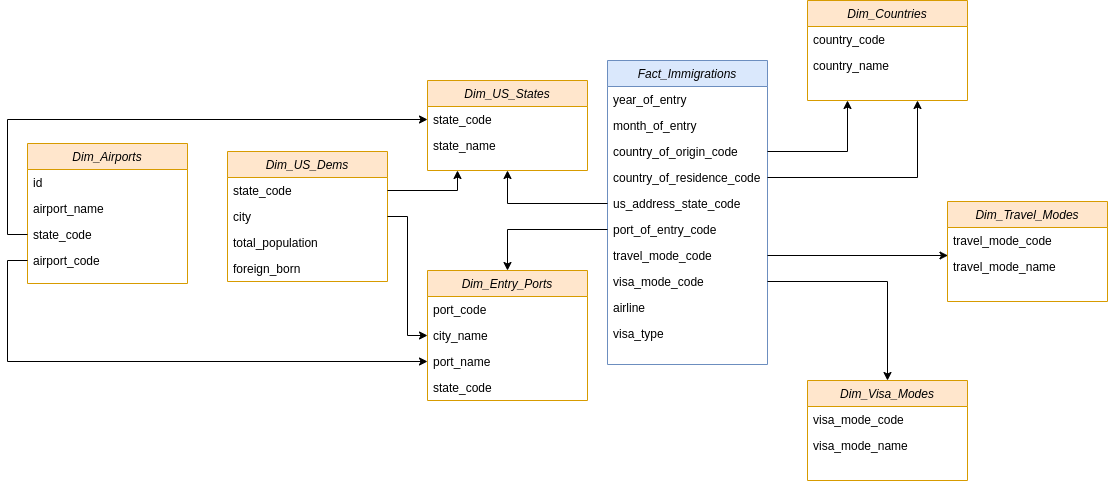 Dim_Airports
id
airport_name
state_code
airport_code
Dim_US_Dems
state_code
city
total_population
foreign_born
Dim_US_States
state_code
state_name
Dim_Entry_Ports
port_code
city_name
port_name
state_code
Fact_Immigrations
year_of_entry
month_of_entry
country_of_origin_code
country_of_residence_code
us_address_state_code
port_of_entry_code
travel_mode_code
visa_mode_code
airline
visa_type
Dim_Countries
country_code
country_name
Dim_Travel_Modes
travel_mode_code
travel_mode_name
Dim_Visa_Modes
visa_mode_code
visa_mode_name